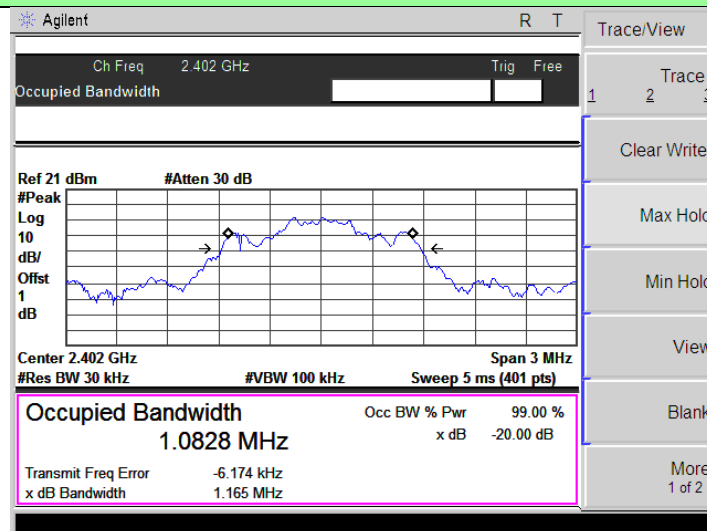 Agilent R T
Ch Freq 2.402 GHz Trig Free
Occupied Bandwidth
Ref 21 dBm #Atten 30 dB
#Peak
Log
10
dB/
Offst
1
dB
Center 2.402 GHz Span 3 MHz
#Res BW 30 kHz #VBW 100 kHz Sweep 5 ms (401 pts)
Occupied Bandwidth Occ BW % Pwr 99.00 %
1.0828 MHz x dB -20.00 dB
Transmit Freq Error -6.174 kHz
x dB Bandwidth 1.165 MHz
Trace/View
Trace
1 2 3
Clear Write
Max Hold
Min Hold
View
Blank
More
1 of 2